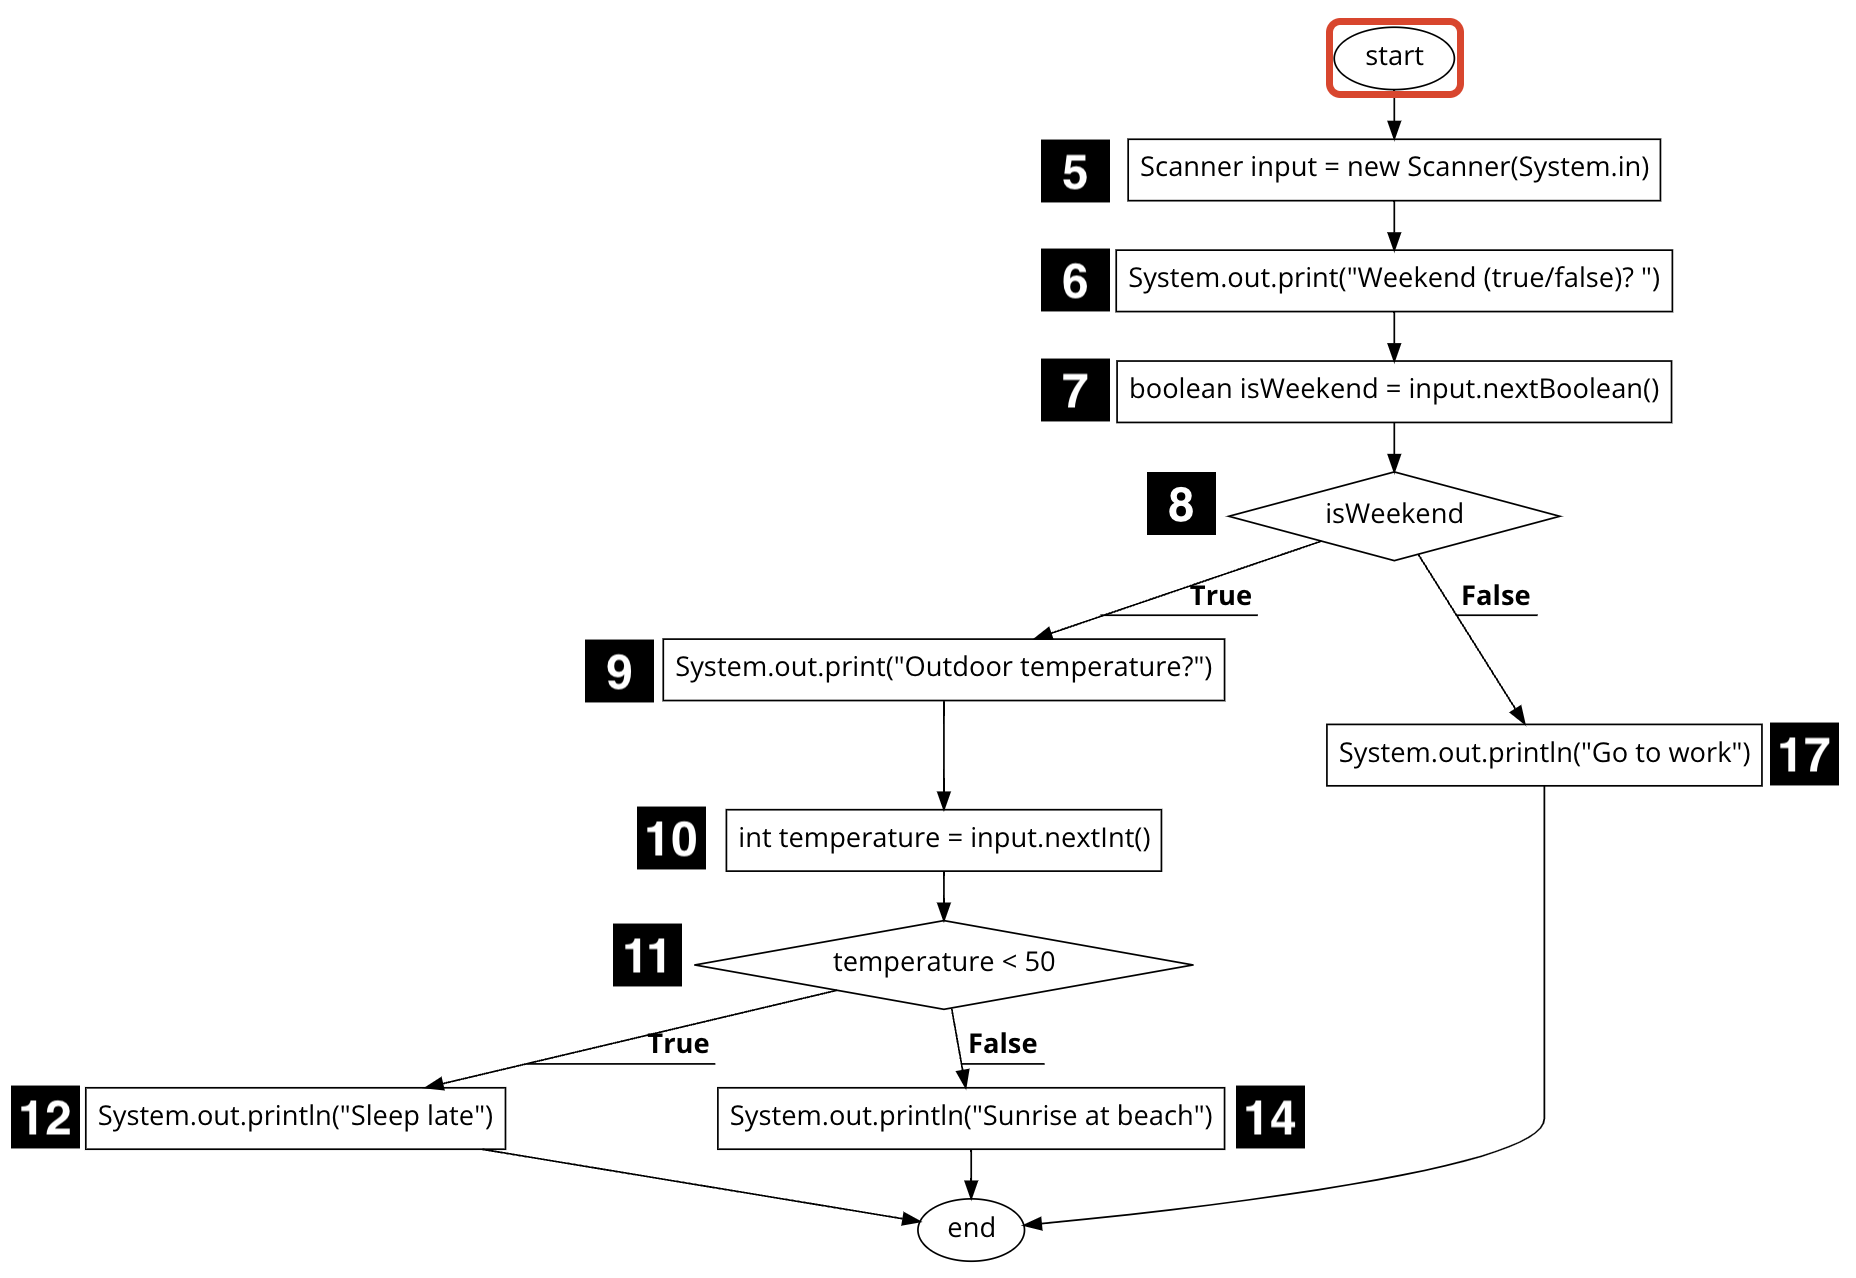 start
5 Scanner input = new Scanner(System.in)
6 System.out.print("Weekend (true/false)? ")
7 boolean isWeekend = input.nextBoolean()
8 isWeekend
True False
9 System.out.print("Outdoor temperature?")
System.out.println("Go to work") 17
10 int temperature = input.nextInt()
11 temperature < 50
True False
12 System.out.println("Sleep late") System.out.println("Sunrise at beach") 14
end